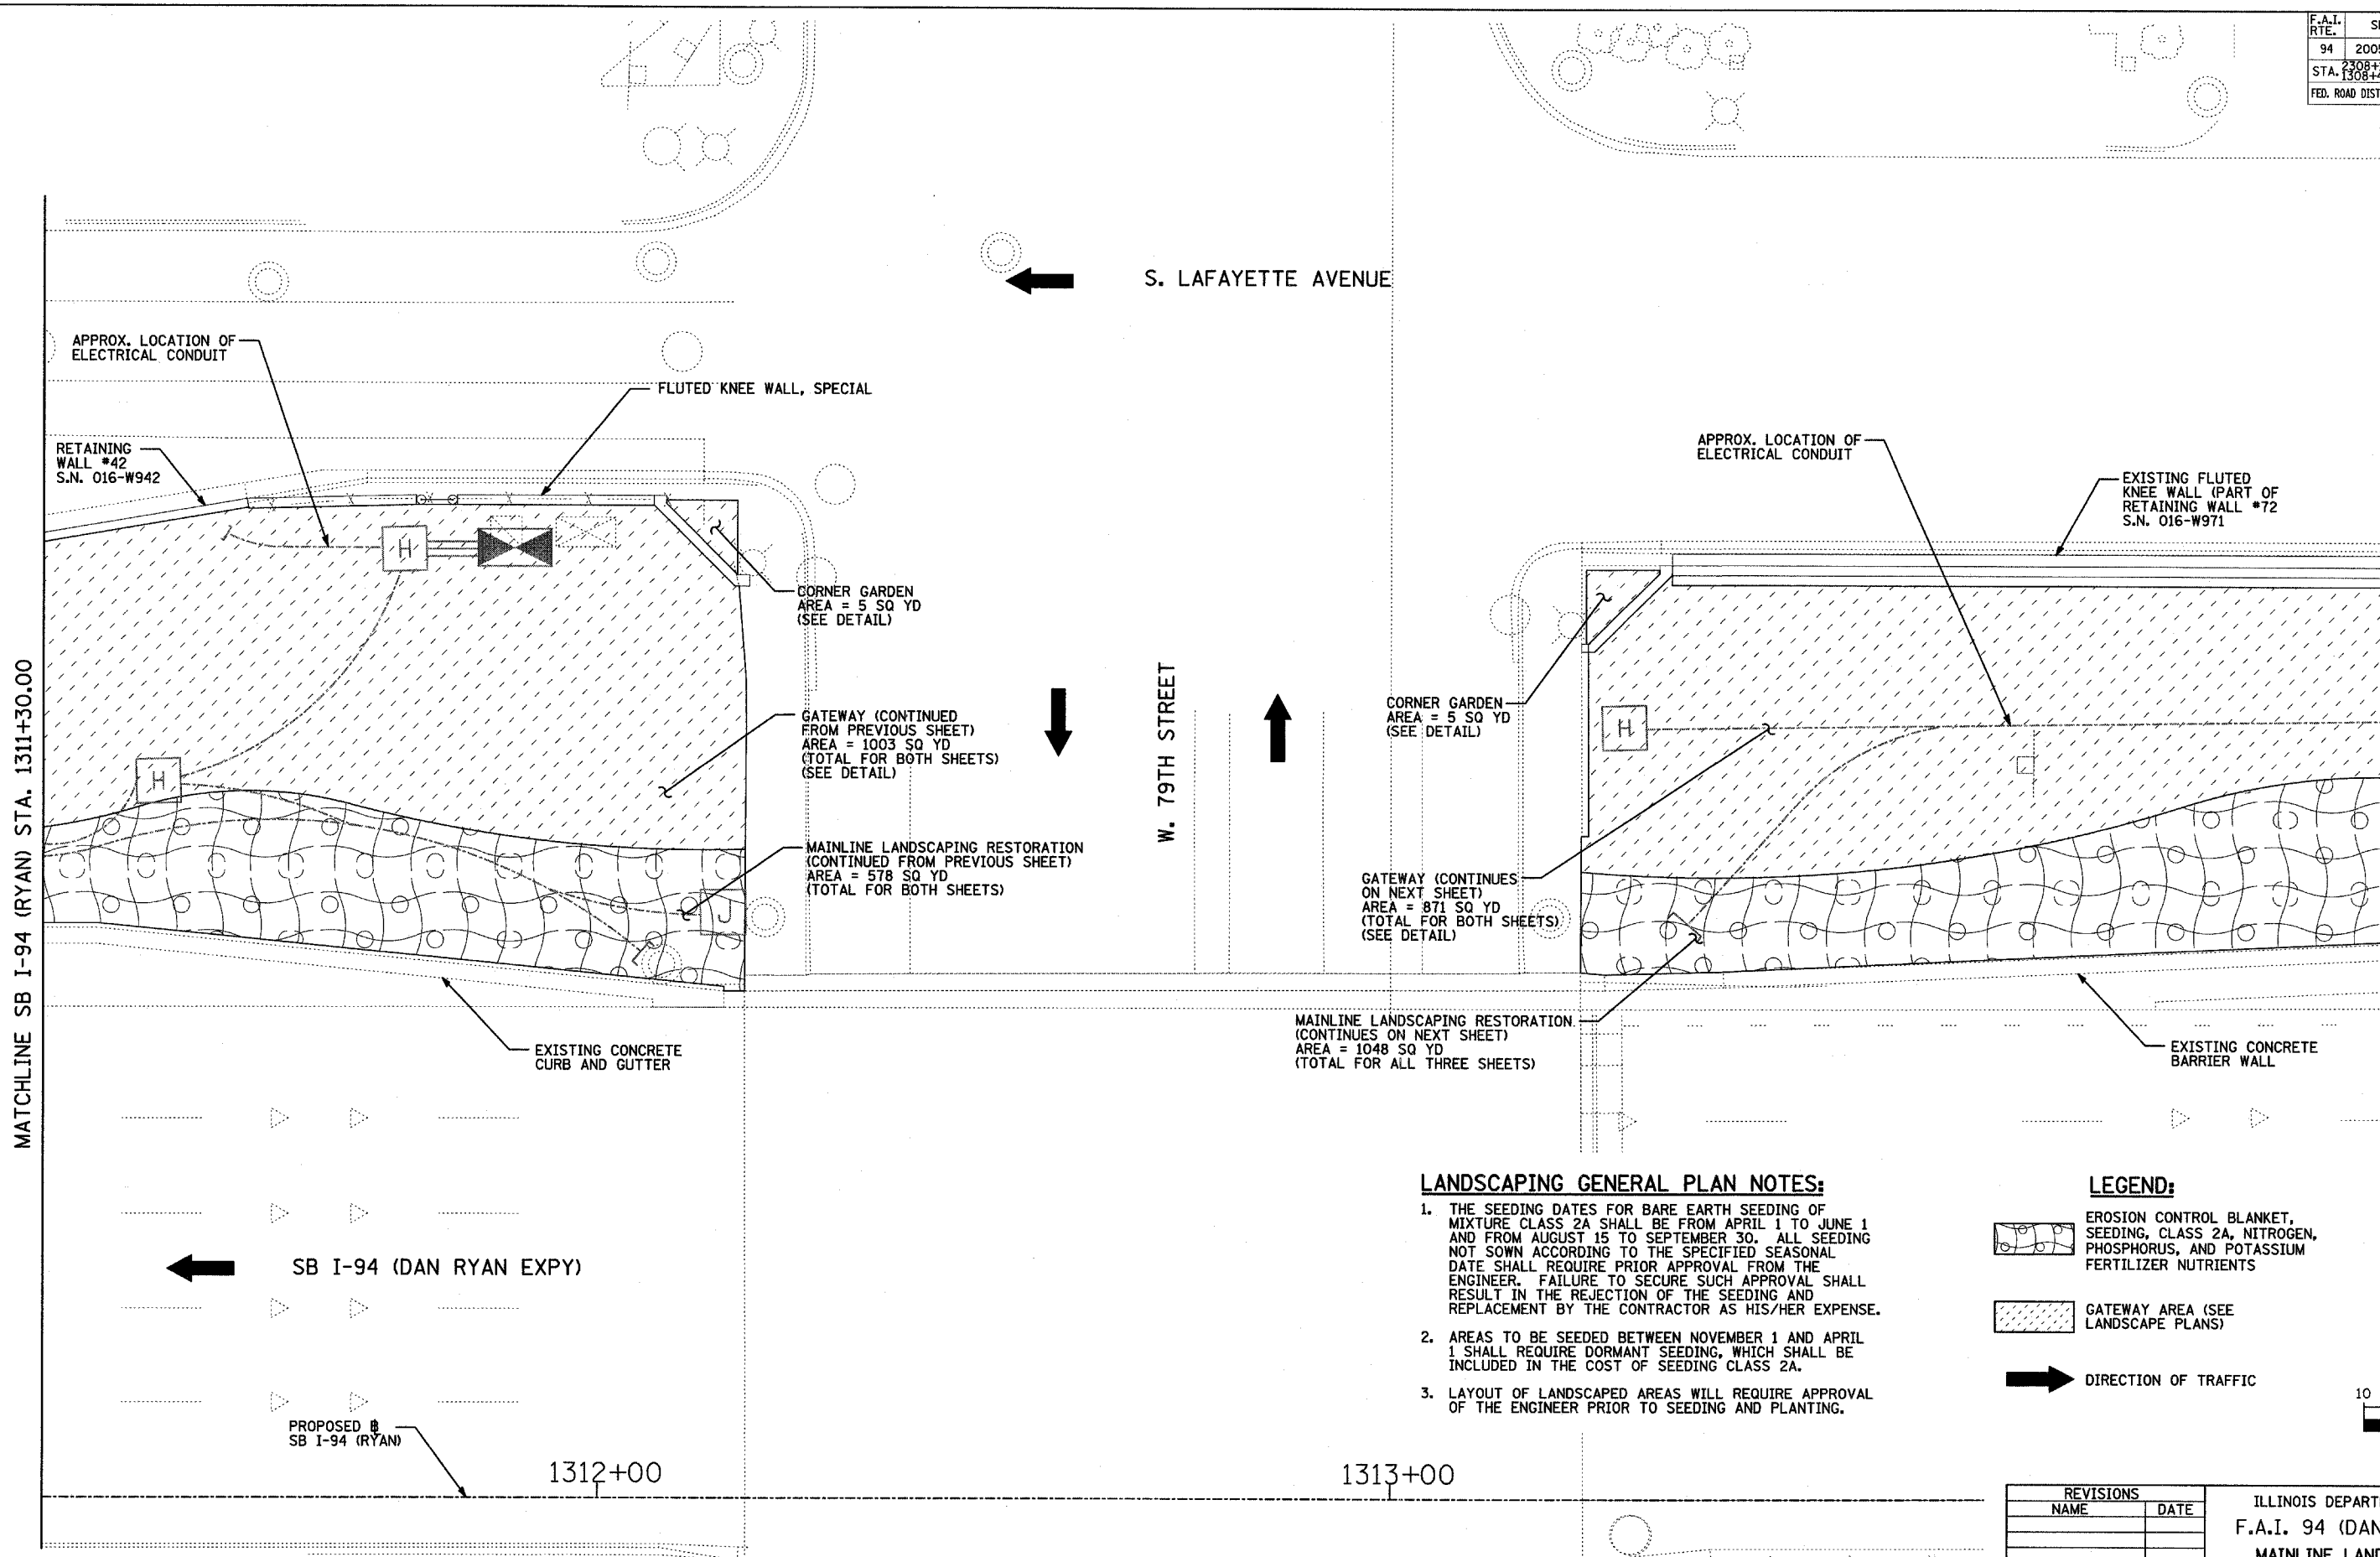 F.A.I.
RTE.
94
STA.
FED. ROAD DIST
S. LAFAYETTE AVENUE
APPROX. LOCATION OF
ELECTRICAL CONDUIT
FLUTED KNEE WALL, SPECIAL
RETAINING
WALL #42
S.N. 016-W942
APPROX. LOCATION OF
ELECTRICAL CONDUIT
EXISTING FLUTED
KNEE WALL (PART OF
RETAINING WALL #72
S.N. 016-W971
H
CORNER GARDEN
AREA = 5 SQ YD
(SEE DETAIL)
MATCHLINE SB I-94 (RYAN) STA. 1311+30.00
W. 79TH STREET
GATEWAY (CONTINUED
FROM PREVIOUS SHEET)
AREA = 1003 SQ YD
(TOTAL FOR BOTH SHEETS)
(SEE DETAIL)
CORNER GARDEN
AREA = 5 SQ YD
(SEE DETAIL)
H
H
MAINLINE LANDSCAPING RESTORATION
(CONTINUED FROM PREVIOUS SHEET)
AREA = 578 SQ YD
(TOTAL FOR BOTH SHEETS)
J
GATEWAY (CONTINUES
ON NEXT SHEET)
AREA = 871 SQ YD
(TOTAL FOR BOTH SHEETS)
(SEE DETAIL)
EXISTING CONCRETE
CURB AND GUTTER
MAINLINE LANDSCAPING RESTORATION
(CONTINUES ON NEXT SHEET)
AREA = 1048 SQ YD
(TOTAL FOR ALL THREE SHEETS)
EXISTING CONCRETE
BARRIER WALL
SB I-94 (DAN RYAN EXPY)
LANDSCAPING GENERAL PLAN NOTES:
1. THE SEEDING DATES FOR BARE EARTH SEEDING OF
MIXTURE CLASS 2A SHALL BE FROM APRIL 1 TO JUNE 1
AND FROM AUGUST 15 TO SEPTEMBER 30. ALL SEEDING
NOT SOWN ACCORDING TO THE SPECIFIED SEASONAL
DATE SHALL REQUIRE PRIOR APPROVAL FROM THE
ENGINEER. FAILURE TO SECURE SUCH APPROVAL SHALL
RESULT IN THE REJECTION OF THE SEEDING AND
REPLACEMENT BY THE CONTRACTOR AS HIS/HER EXPENSE.
2. AREAS TO BE SEEDED BETWEEN NOVEMBER 1 AND APRIL
1 SHALL REQUIRE DORMANT SEEDING, WHICH SHALL BE
INCLUDED IN THE COST OF SEEDING CLASS 2A.
3. LAYOUT OF LANDSCAPED AREAS WILL REQUIRE APPROVAL
OF THE ENGINEER PRIOR TO SEEDING AND PLANTING.
LEGEND:
EROSION CONTROL BLANKET,
SEEDING, CLASS 2A, NITROGEN,
PHOSPHORUS, AND POTASSIUM
FERTILIZER NUTRIENTS
GATEWAY AREA (SEE
LANDSCAPE PLANS)
DIRECTION OF TRAFFIC
10
PROPOSED
SB I-94 (RYAN)
1312+00
1313+00
REVISIONS
NAME DATE
ILLINOIS DEPART
F.A.I. 94 (DAN
MAINLINE LAND